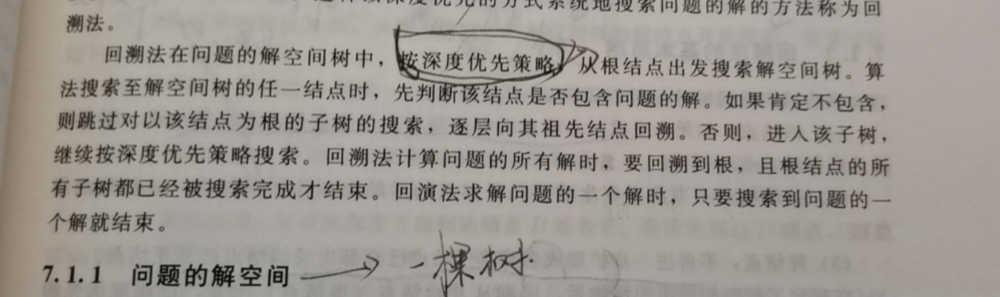 深度优先的方式系统地搜索问题的解的方法称为回
溯法。
回溯法在问题的解空间树中，按深度优先策略，从根结点出发搜索解空间树。算
法搜索至解空间树的任一结点时，先判断该结点是否包含问题的解。如果肯定不包含，
则跳过对以该结点为根的子树的搜索，逐层向其祖先结点回溯。否则，进入该子树，
继续按深度优先策略搜索。回溯法计算问题的所有解时，要回溯到根，且根结点的所
有子树都已经被搜索完成才结束。回演法求解问题的一个解时，只要搜索到问题的一
个解就结束。
7.1.1 问题的解空间 → 一棵树